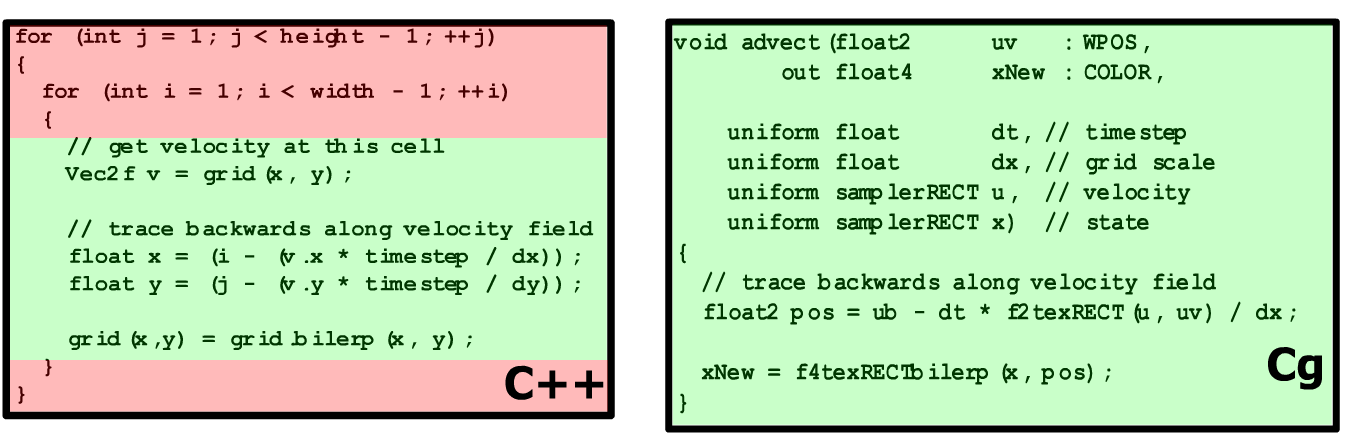 for (int j = 1; j < height - 1; ++j)
{
for (int i = 1; i < width - 1; ++i)
{
// get velocity at this cell
Vec2f v = grid(x, y);
// trace backwards along velocity field
float x = (i - (v.x * timestep / dx));
float y = (j - (v.y * timestep / dy));
grid(x,y) = grid.bilerp(x, y);
}
}
C++
void advect(float2 uv : WPOS,
out float4 xNew : COLOR,
uniform float dt, // timestep
uniform float dx, // grid scale
uniform samplerRECT u, // velocity
uniform samplerRECT x) // state
{
// trace backwards along velocity field
float2 pos = ub - dt * f2texRECT(u, uv) / dx;
xNew = f4texRECTbilerp(x, pos);
}
Cg